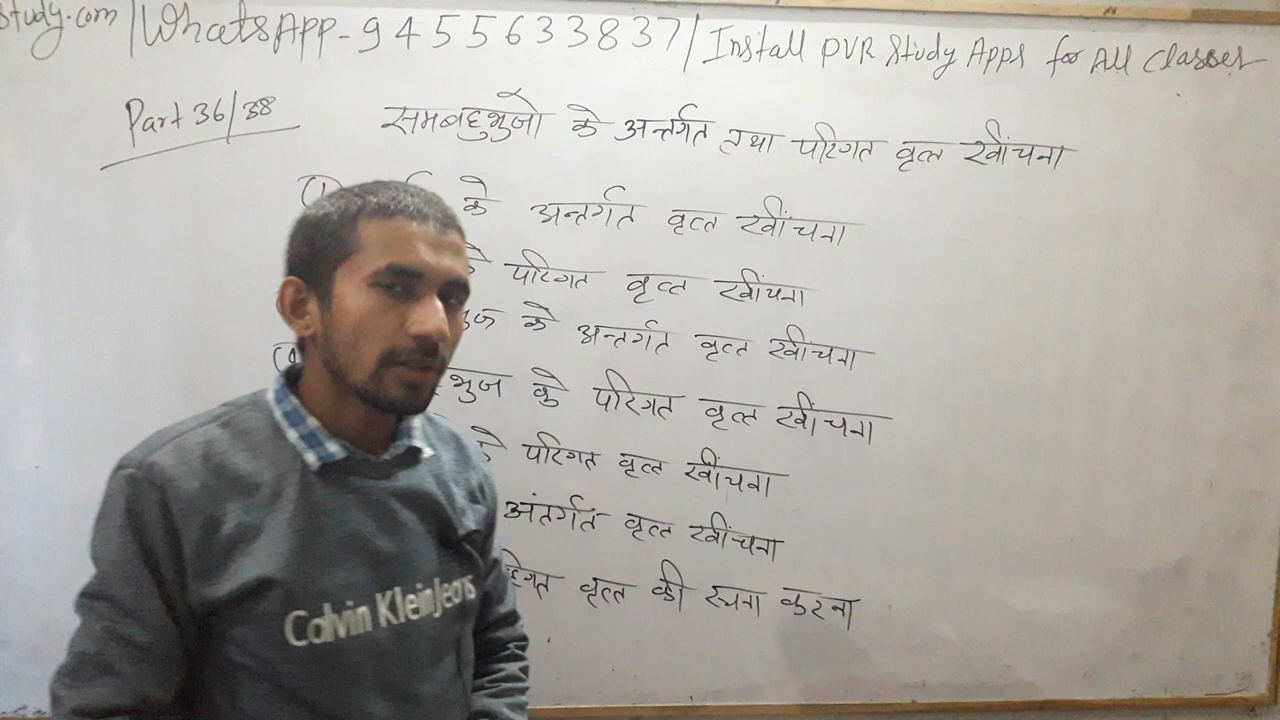 Study.com / WhatsApp-9455633837 / Install PVR Study Apps for All Classes
Part 36/38
समबहुभुजो के अन्तर्गत तथा परिगत वृत्त खींचना
① के अन्तर्गत वृत्त खींचना
परिगत वृत्त खींचना
के अन्तर्गत वृत्त खींचना
भुज के परिगत वृत्त खींचना
परिगत वृत्त खींचना
अंतर्गत वृत्त खींचना
वृत्त की रचना करना
Calvin Klein Jeans